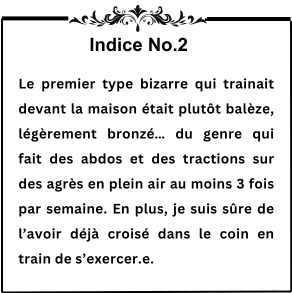 Indice No.2
Le premier type bizarre qui trainait
devant la maison était plutôt balèze,
légèrement bronzé... du genre qui
fait des abdos et des tractions sur
des agrès en plein air au moins 3 fois
par semaine. En plus, je suis sûre de
l'avoir déjà croisé dans le coin en
train de s'exercer.e.